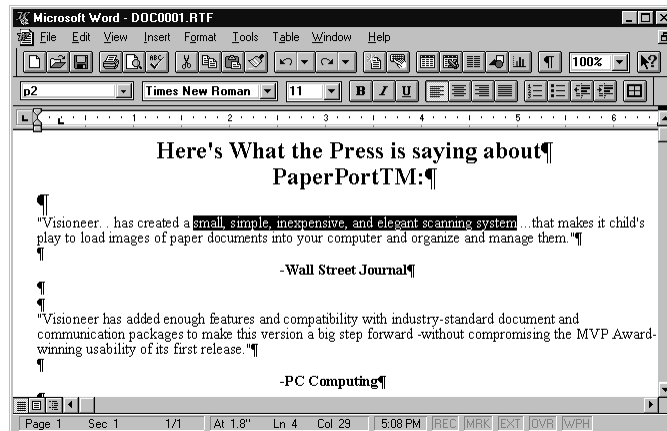 Microsoft Word - DOC0001.RTF
File Edit View Insert Format Tools Table Window Help
100%
p2 Times New Roman 11 B I U
1 2 3 4 5 6
Here's What the Press is saying about¶
PaperPortTM:¶
¶
"Visioneer. . has created a small, simple, inexpensive, and elegant scanning system ...that makes it child's
play to load images of paper documents into your computer and organize and manage them."¶
¶
-Wall Street Journal¶
¶
¶
"Visioneer has added enough features and compatibility with industry-standard document and
communication packages to make this version a big step forward -without compromising the MVP Award-
winning usability of its first release."¶
¶
-PC Computing¶
Page 1 Sec 1 1/1 At 1.8" Ln 4 Col 29 5:08 PM REC MRK EXT OVR WPH